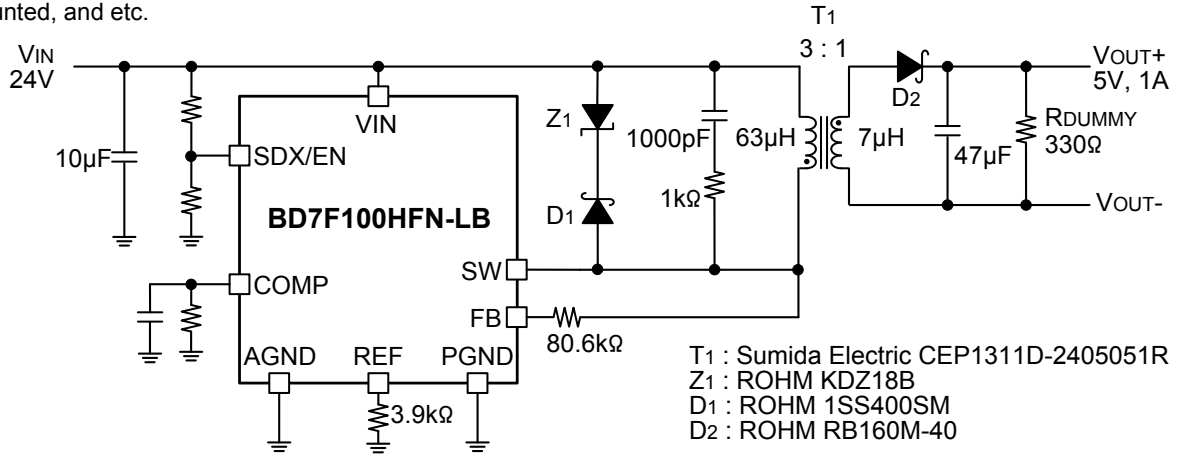 unted, and etc.
T1
3 : 1
VIN
24V
VOUT+
5V, 1A
D2
VIN
Z1
1000pF
63µH
7µH
RDUMMY
330Ω
10µF
SDX/EN
47µF
1kΩ
BD7F100HFN-LB
D1
VOUT-
SW
COMP
FB
80.6kΩ
AGND
REF
PGND
3.9kΩ
T1 : Sumida Electric CEP1311D-2405051R
Z1 : ROHM KDZ18B
D1 : ROHM 1SS400SM
D2 : ROHM RB160M-40